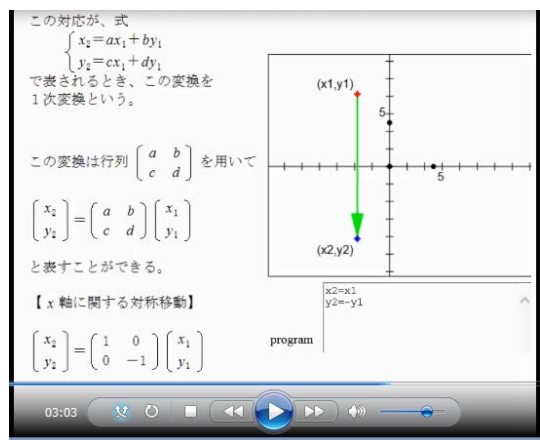 この対応が、式
x₂=ax₁+by₁
y₂=cx₁+dy₁
で表されるとき、この変換を
1次変換という。
この変換は行列 ( a b ) を用いて
c d
( x₂ ) = ( a b ) ( x₁ )
y₂ c d y₁
と表すことができる。
【 x 軸に関する対称移動】
( x₂ ) = ( 1 0 ) ( x₁ )
y₂ 0 −1 y₁
(x1,y1)
5
5
(x2,y2)
x2=x1
y2=-y1
program
03:03